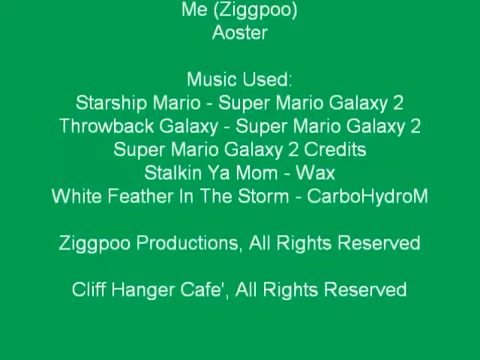 Me (Ziggpoo)
Aoster
Music Used:
Starship Mario - Super Mario Galaxy 2
Throwback Galaxy - Super Mario Galaxy 2
Super Mario Galaxy 2 Credits
Stalkin Ya Mom - Wax
White Feather In The Storm - CarboHydroM
Ziggpoo Productions, All Rights Reserved
Cliff Hanger Cafe', All Rights Reserved